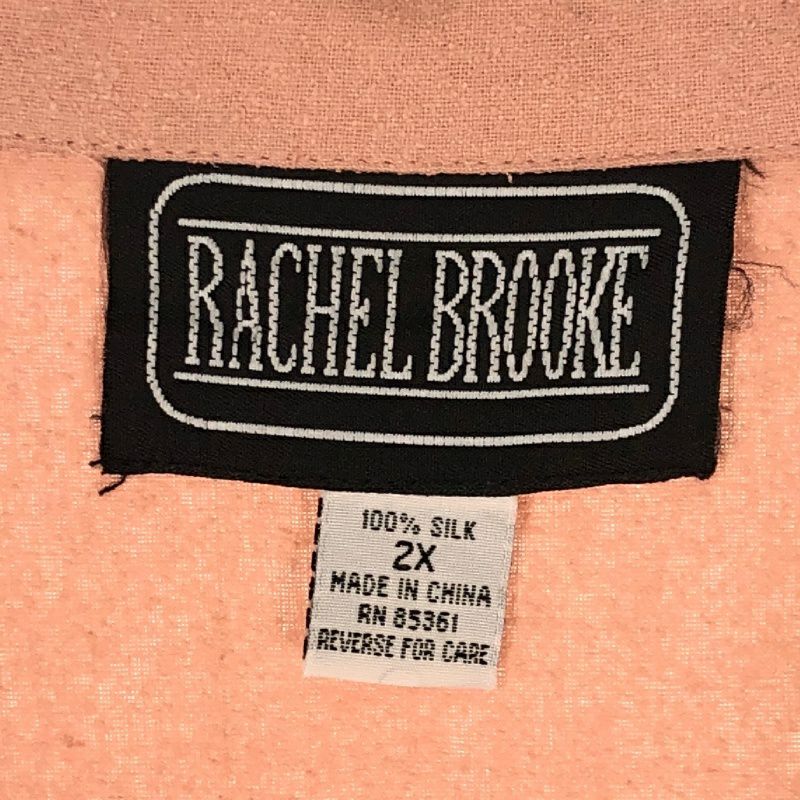 RACHEL BROOKE
100% SILK
2X
MADE IN CHINA
RN 85361
REVERSE FOR CARE